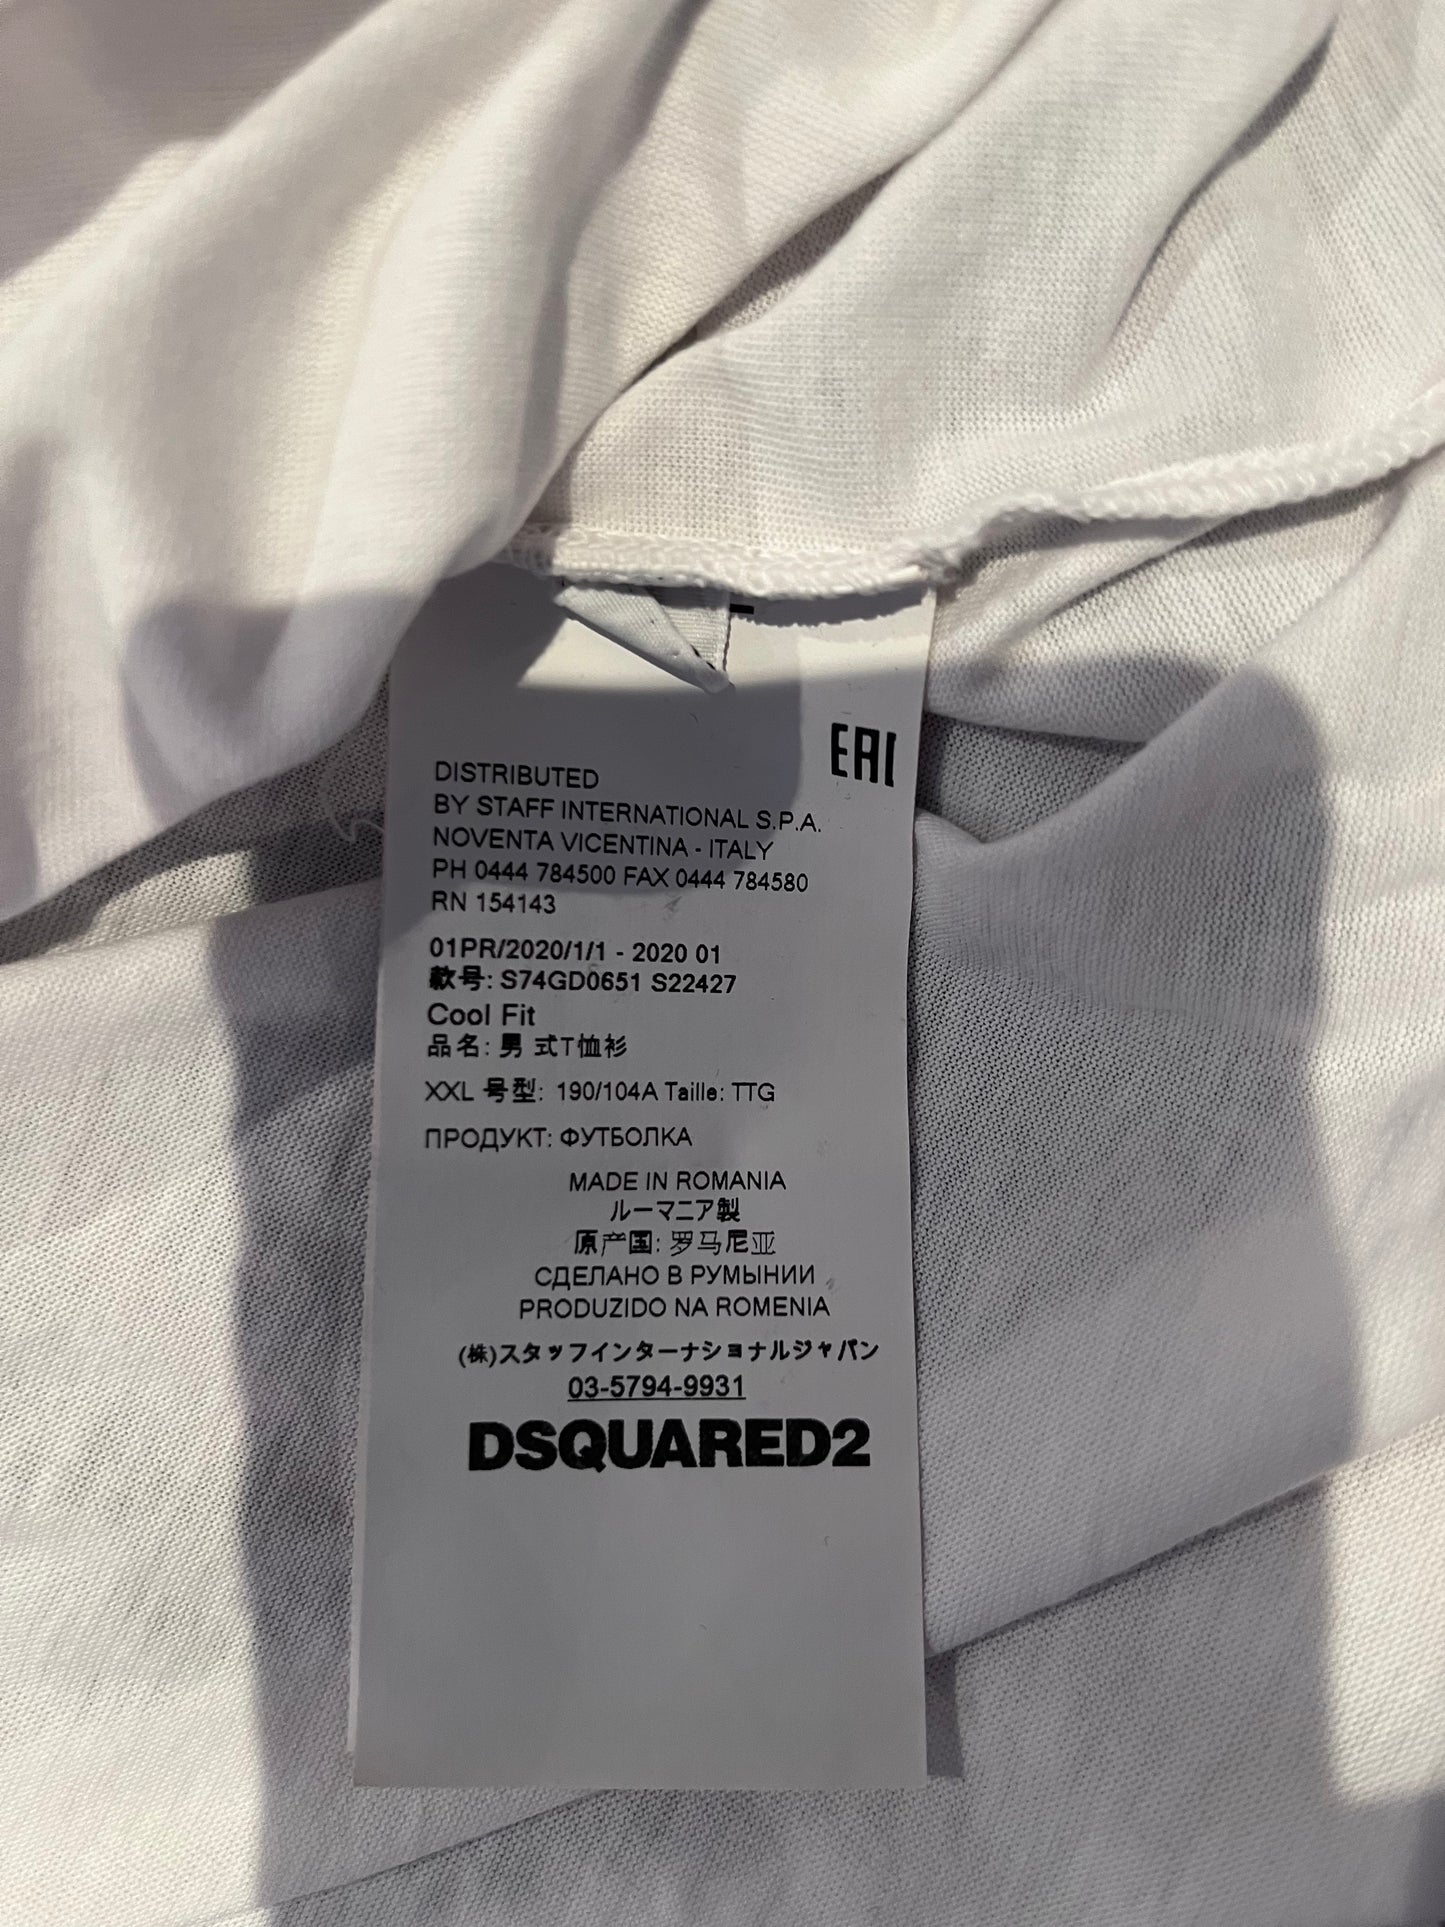 EAC
DISTRIBUTED
BY STAFF INTERNATIONAL S.P.A.
NOVENTA VICENTINA - ITALY
PH 0444 784500 FAX 0444 784580
RN 154143
01PR/2020/1/1 - 2020 01
款号: S74GD0651 S22427
Cool Fit
品名: 男 式T恤衫
XXL 号型: 190/104A Taille: TTG
ПРОДУКТ: ФУТБОЛКА
MADE IN ROMANIA
ルーマニア製
原产国: 罗马尼亚
СДЕЛАНО В РУМЫНИИ
PRODUZIDO NA ROMENIA
(株)スタッフインターナショナルジャパン
03-5794-9931
DSQUARED2